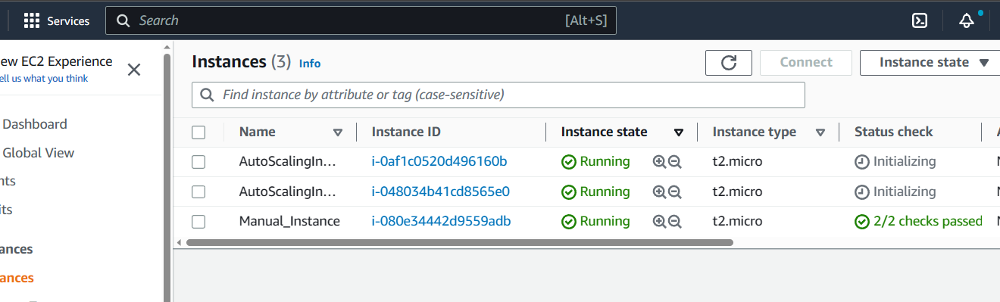 Services Search [Alt+S]
ew EC2 Experience
ell us what you think
Instances (3) Info
Connect
Instance state
Find instance by attribute or tag (case-sensitive)
Dashboard
Global View
nts
its
ances
ances
Name Instance ID Instance state Instance type Status check
AutoScalingIn... i-0af1c0520d496160b Running t2.micro Initializing
AutoScalingIn... i-048034b41cd8565e0 Running t2.micro Initializing
Manual_Instance i-080e34442d9559adb Running t2.micro 2/2 checks passed